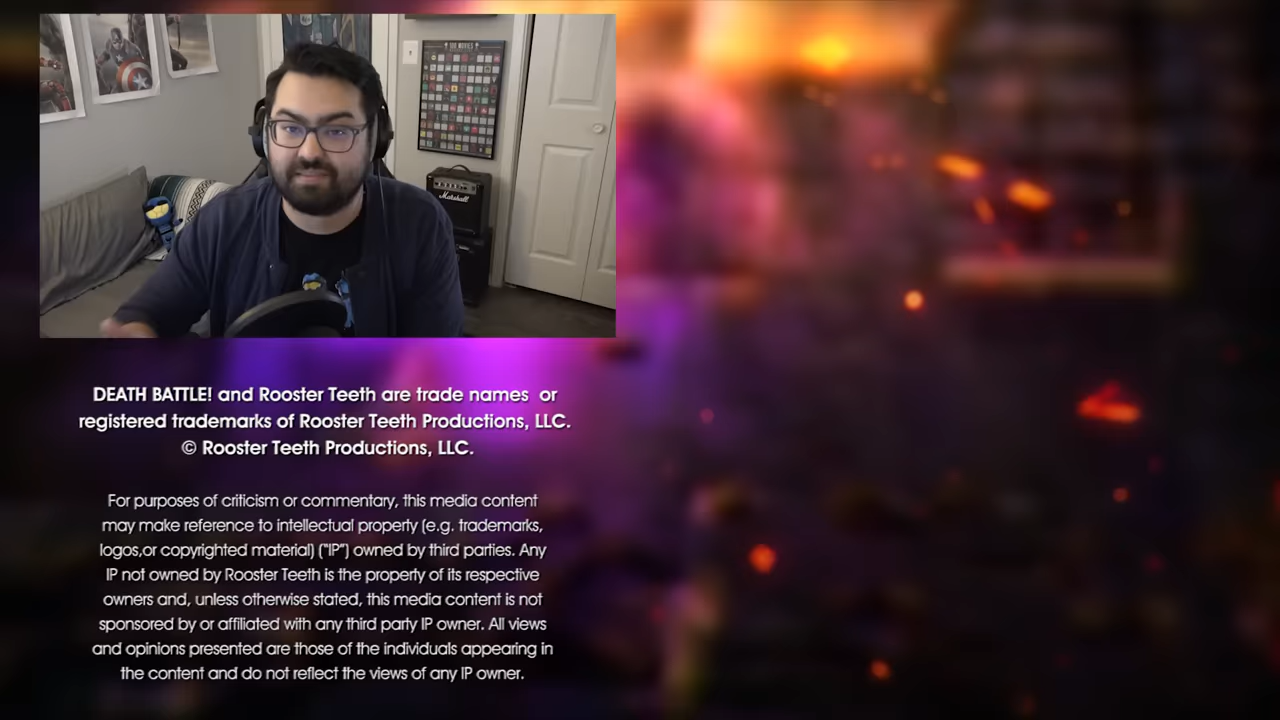 100 MOVIES
Marshall
DEATH BATTLE! and Rooster Teeth are trade names or
registered trademarks of Rooster Teeth Productions, LLC.
© Rooster Teeth Productions, LLC.
For purposes of criticism or commentary, this media content
may make reference to intellectual property (e.g. trademarks,
logos,or copyrighted material) ("IP") owned by third parties. Any
IP not owned by Rooster Teeth is the property of its respective
owners and, unless otherwise stated, this media content is not
sponsored by or affiliated with any third party IP owner. All views
and opinions presented are those of the individuals appearing in
the content and do not reflect the views of any IP owner.